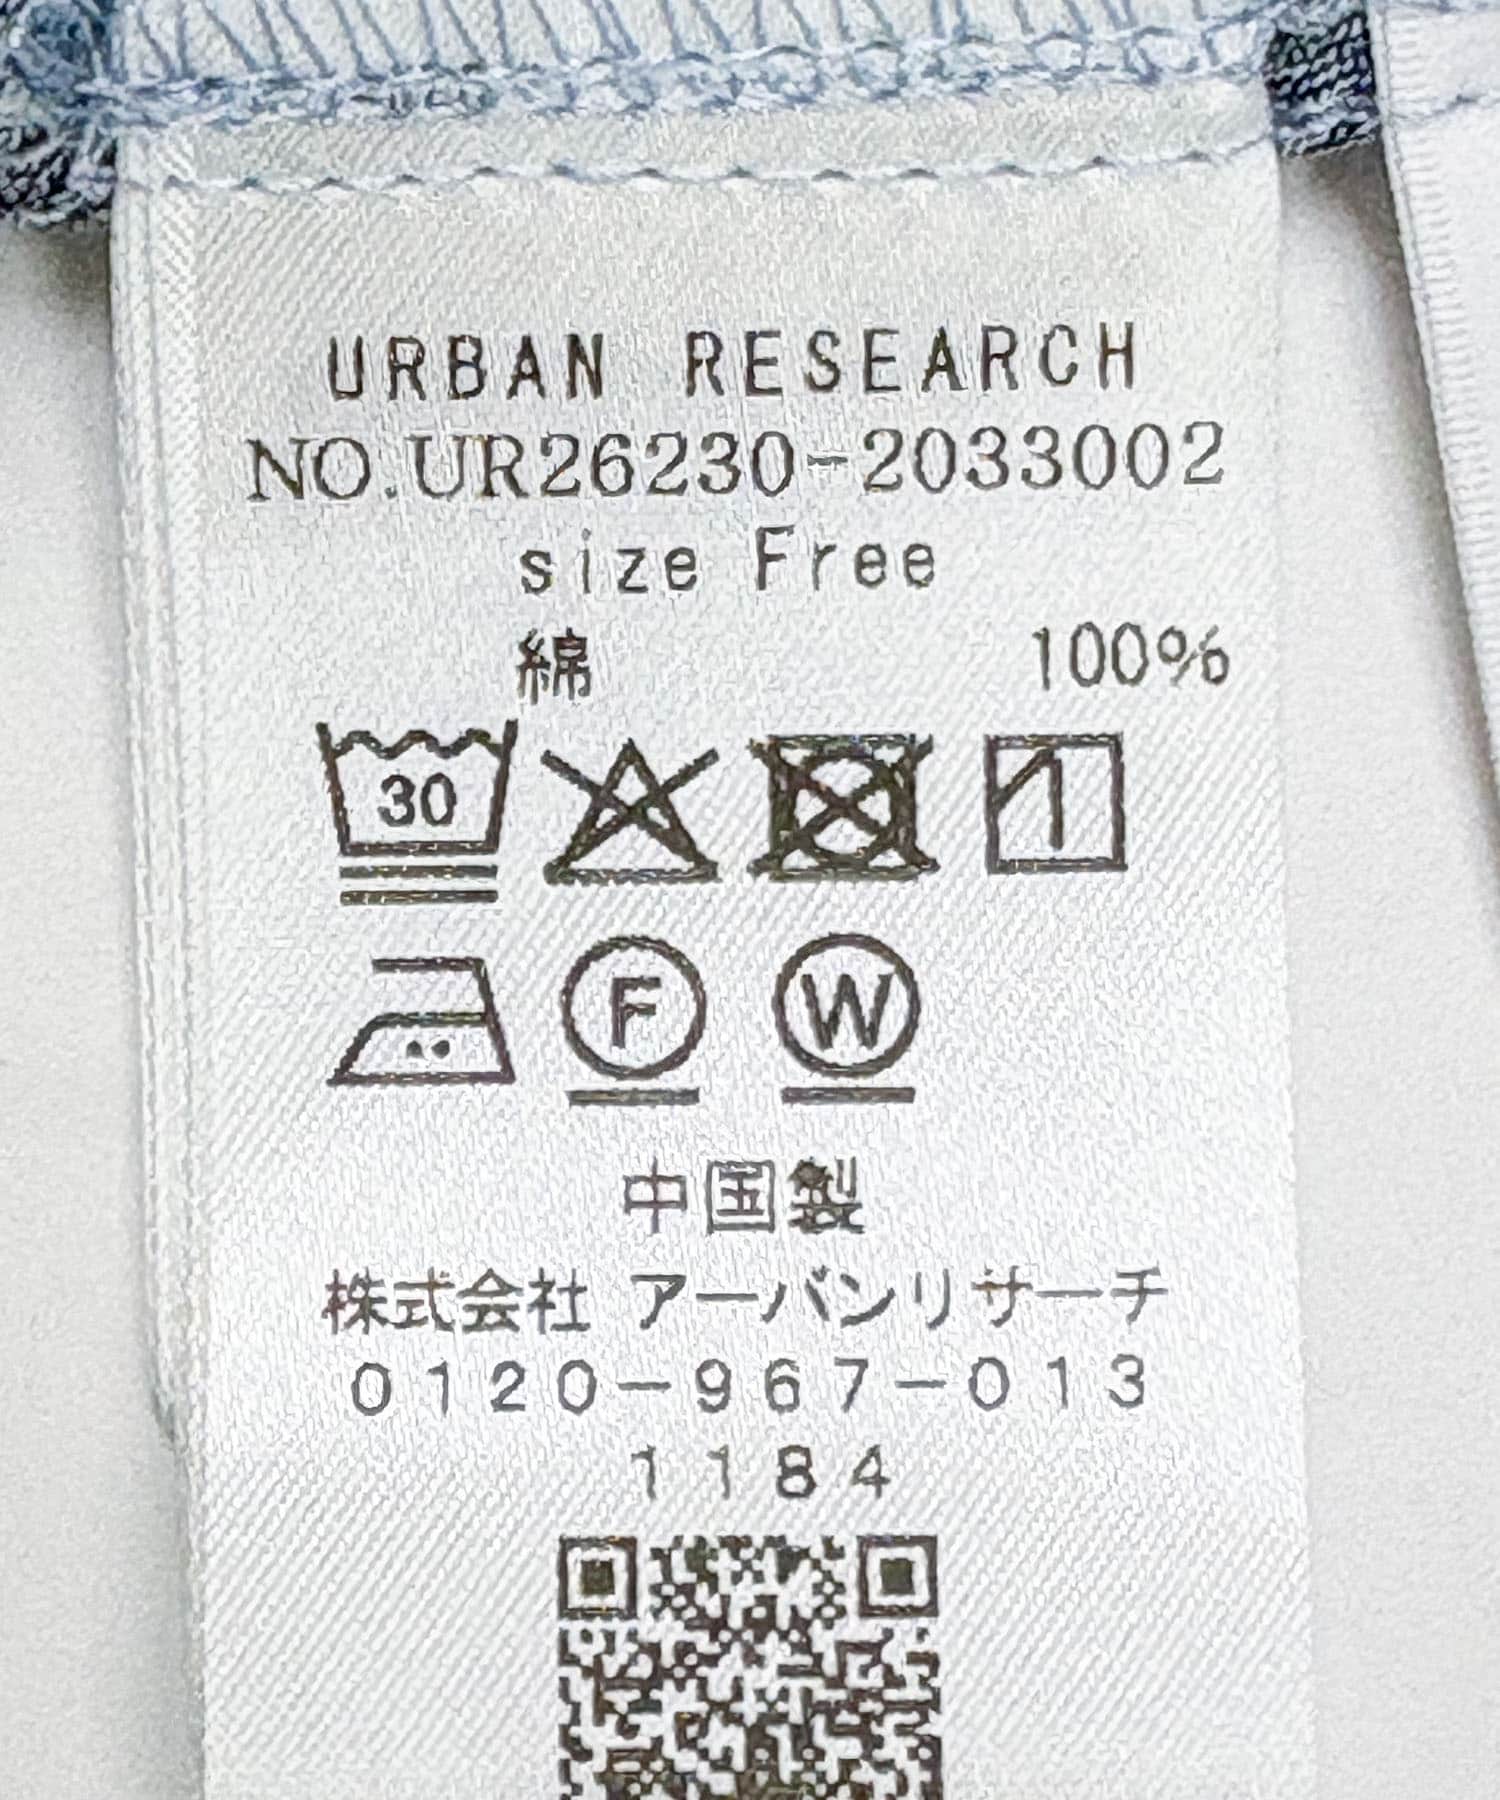 URBAN RESEARCH
NO.UR26230-2033002
size Free
綿 100%
30
F W
中国製
株式会社 アーバンリサーチ
0120-967-013
1184